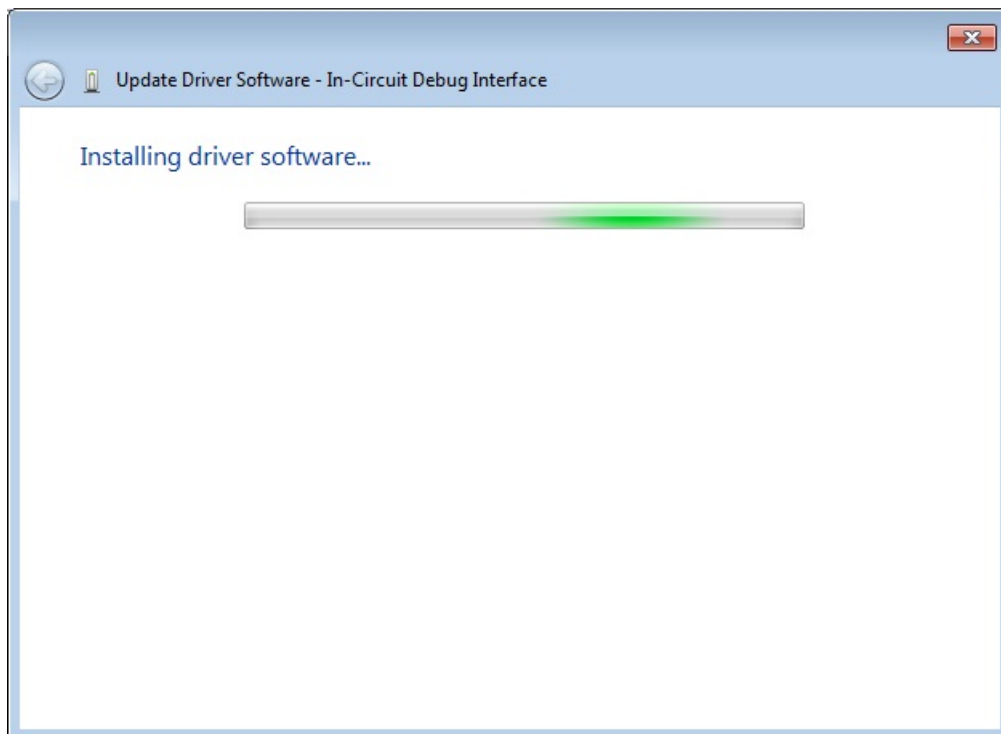 Update Driver Software - In-Circuit Debug Interface
Installing driver software...